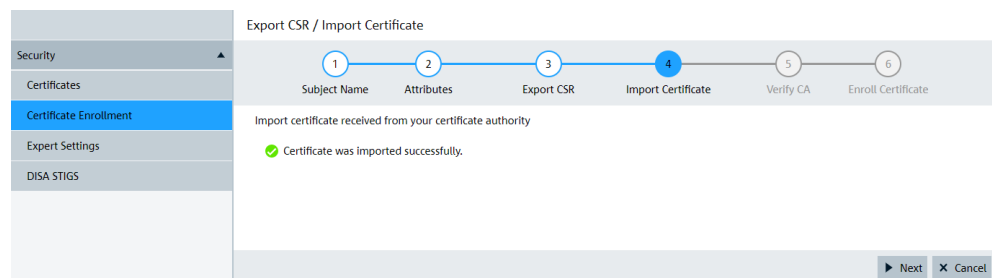 Export CSR / Import Certificate
Security
Certificates
Certificate Enrollment
Expert Settings
DISA STIGS
1 2 3 4 5 6
Subject Name Attributes Export CSR Import Certificate Verify CA Enroll Certificate
Import certificate received from your certificate authority
Certificate was imported successfully.
Next Cancel